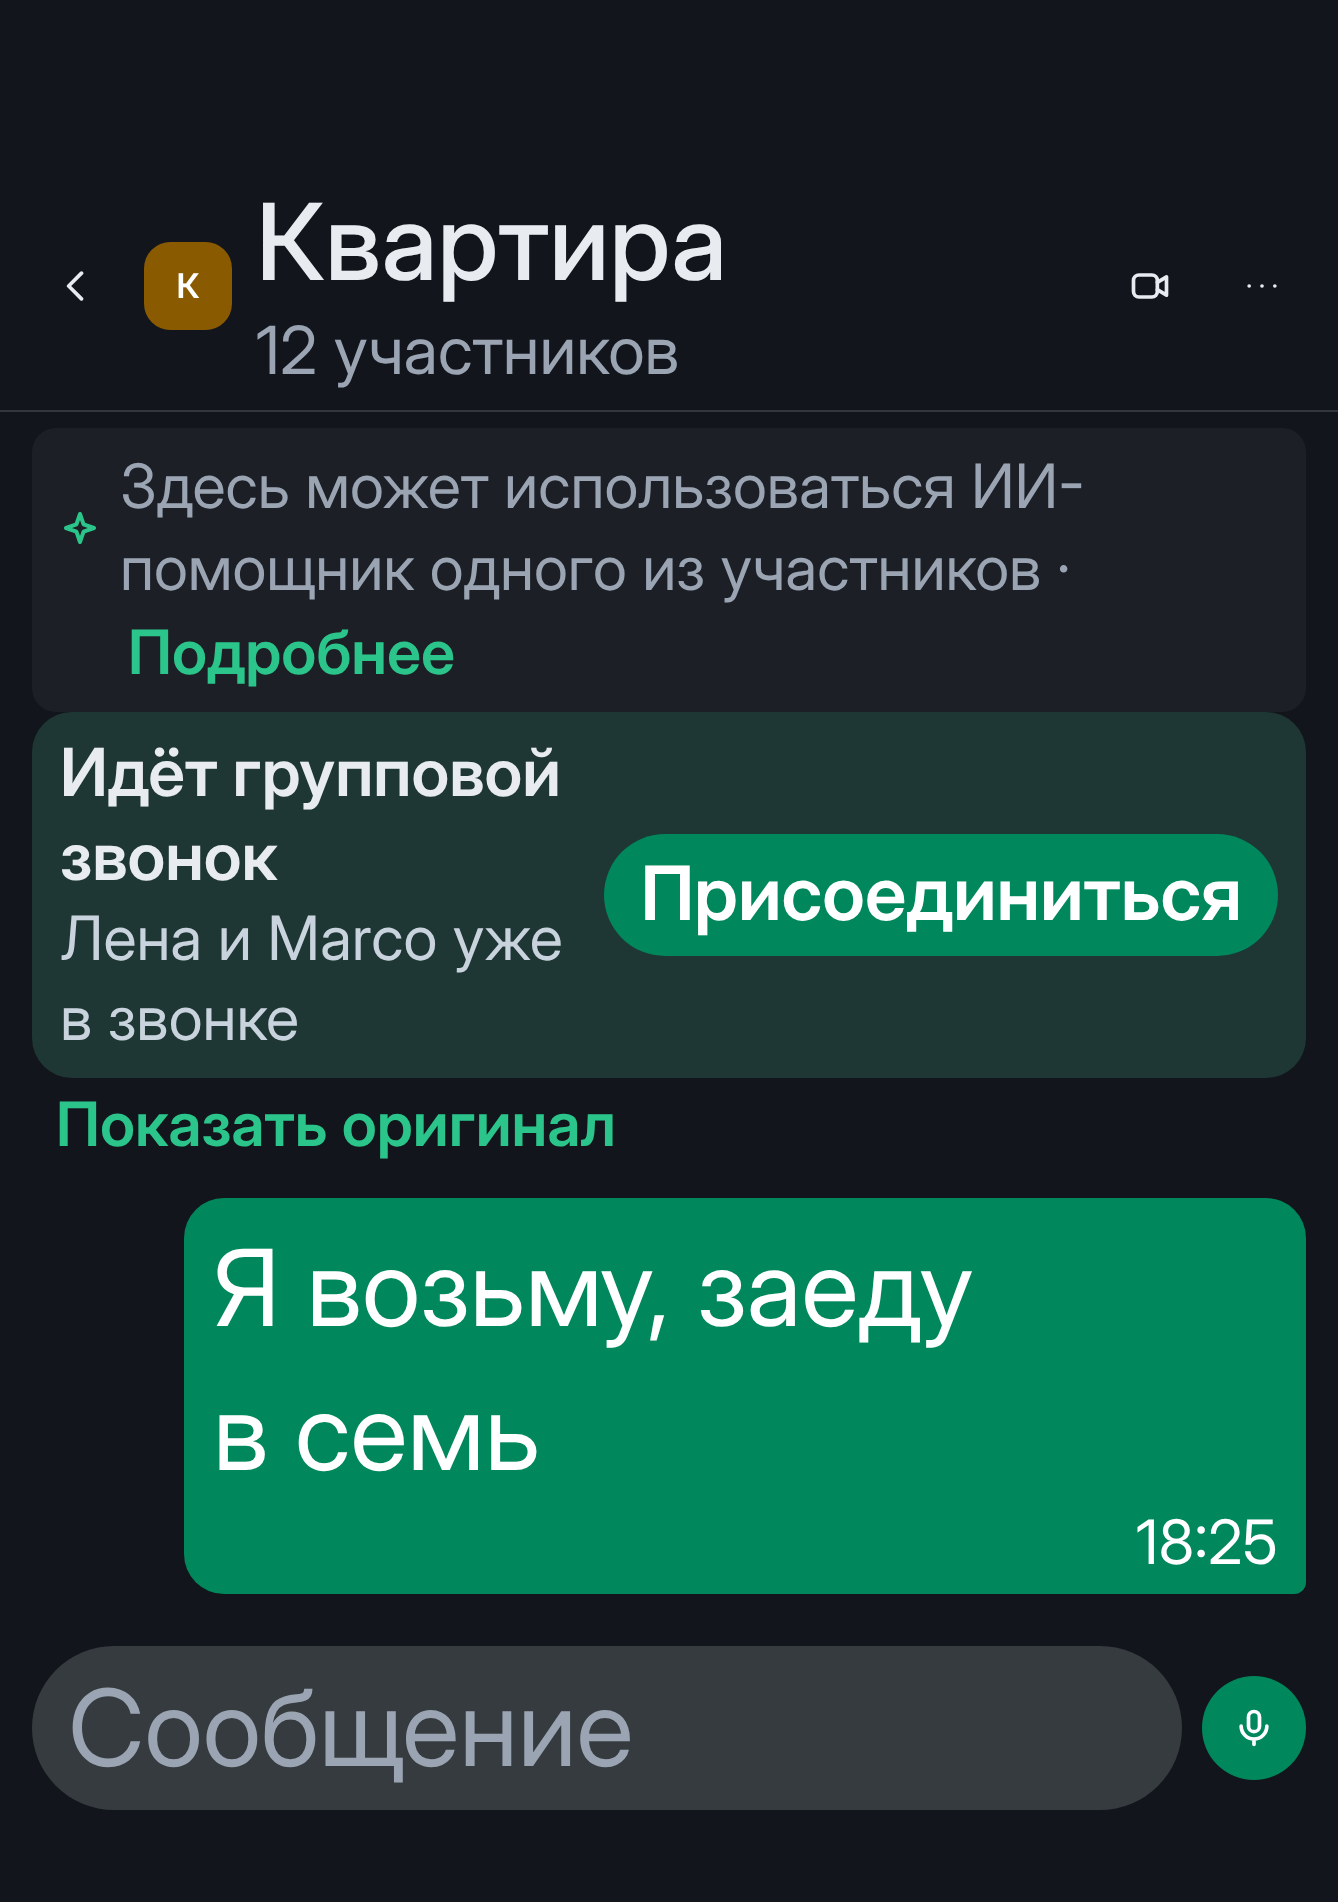 Квартира
К
12 участников
Здесь может использоваться ИИ-
помощник одного из участников ·
Подробнее
Идёт групповой
звонок
Лена и Marco уже
в звонке
Присоединиться
Показать оригинал
Я возьму, заеду
в семь
18:25
Сообщение